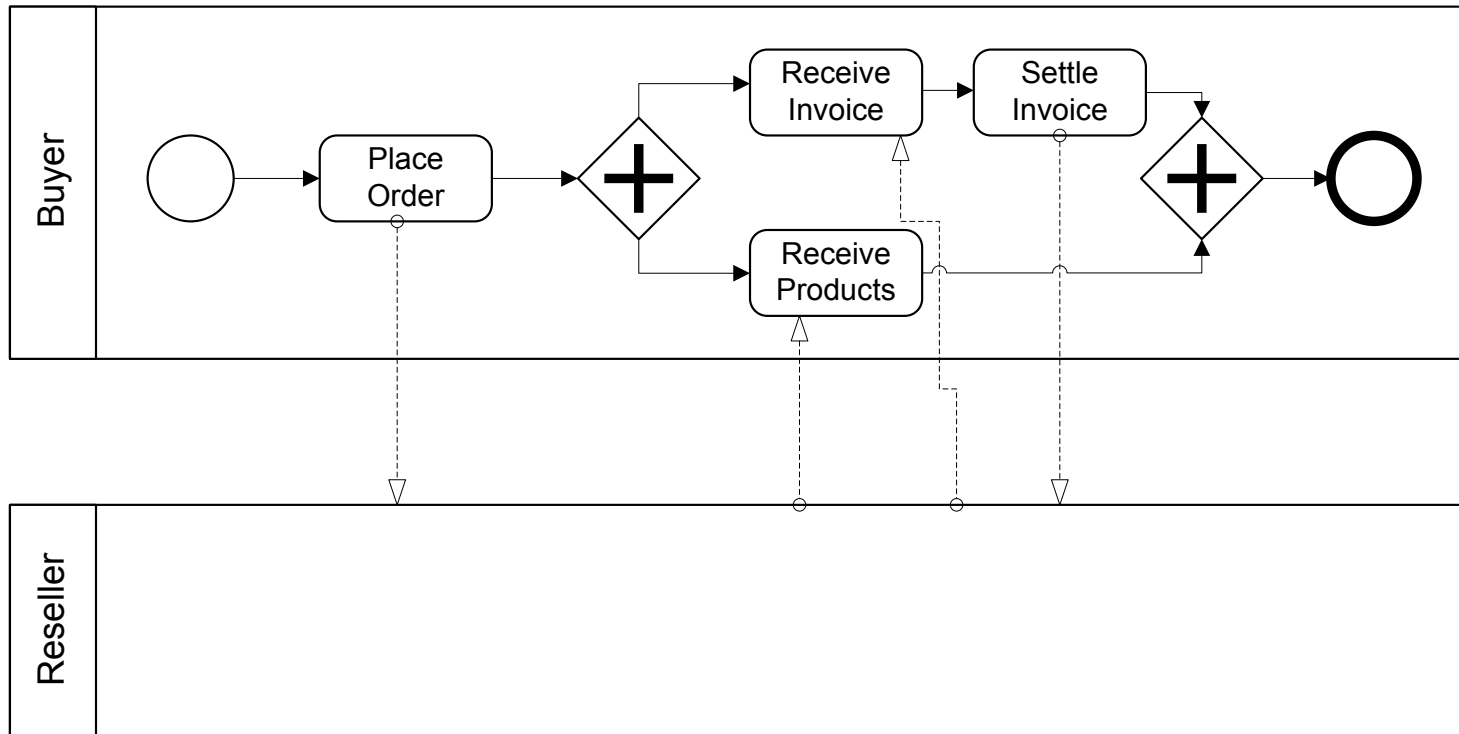 Buyer
Place
Order
Receive
Invoice
Settle
Invoice
Receive
Products
Reseller